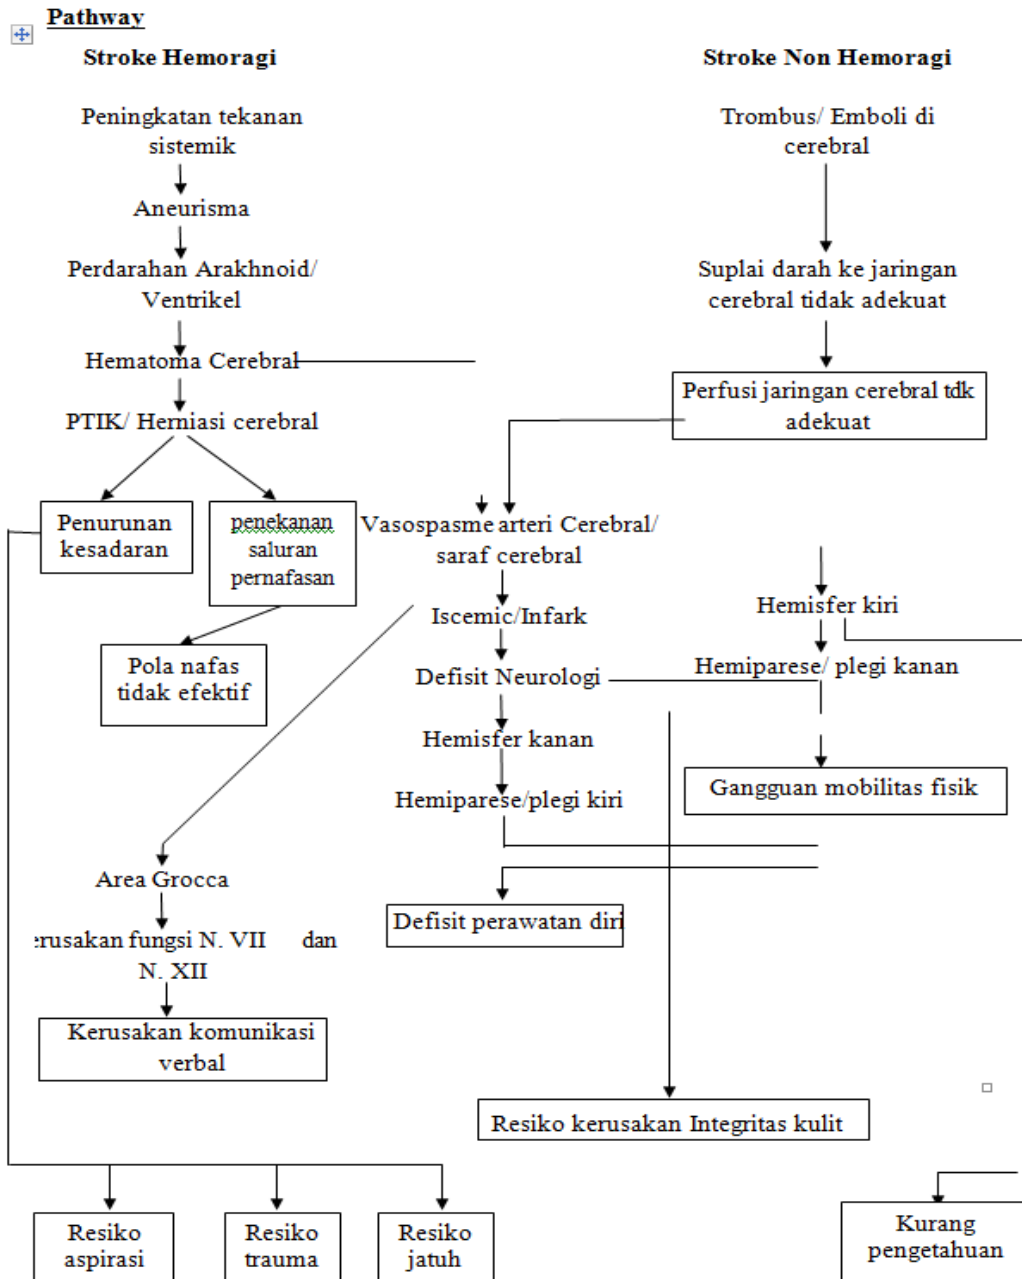 Pathway
Stroke Hemoragi
Stroke Non Hemoragi
Peningkatan tekanan
sistemik
Trombus/ Emboli di
cerebral
Aneurisma
Perdarahan Arakhnoid/
Ventrikel
Suplai darah ke jaringan
cerebral tidak adekuat
Hematoma Cerebral
Perfusi jaringan cerebral tdk
adekuat
PTIK/ Herniasi cerebral
Penurunan
kesadaran
penekanan
saluran
pernafasan
Vasospasme arteri Cerebral/
saraf cerebral
Iscemic/Infark
Hemisfer kiri
Pola nafas
tidak efektif
Defisit Neurologi
Hemiparese/ plegi kanan
Hemisfer kanan
Gangguan mobilitas fisik
Hemiparese/plegi kiri
Area Grocca
Defisit perawatan diri
erusakan fungsi N. VII dan
N. XII
Kerusakan komunikasi
verbal
Resiko kerusakan Integritas kulit
Resiko
aspirasi
Resiko
trauma
Resiko
jatuh
Kurang
pengetahuan